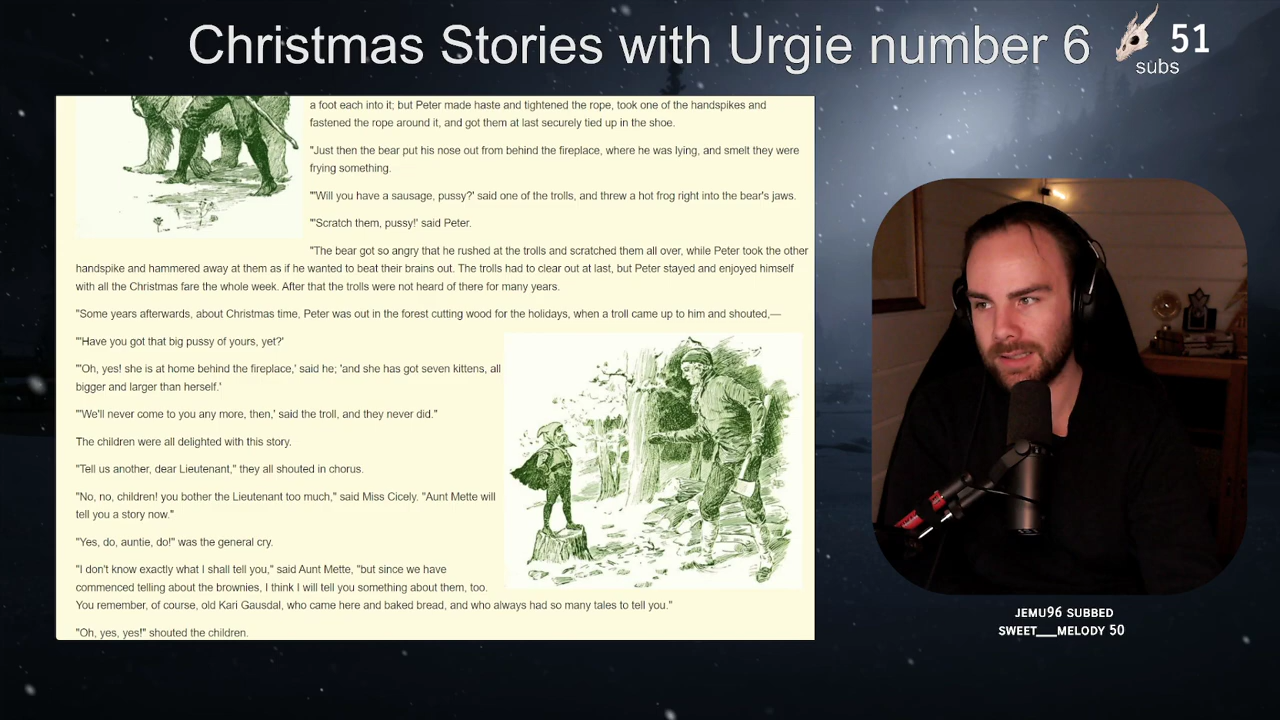 Christmas Stories with Urgie number 6
51
subs
a foot each into it; but Peter made haste and tightened the rope, took one of the handspikes and
fastened the rope around it, and got them at last securely tied up in the shoe.
"Just then the bear put his nose out from behind the fireplace, where he was lying, and smelt they were
frying something.
"'Will you have a sausage, pussy?' said one of the trolls, and threw a hot frog right into the bear's jaws.
"'Scratch them, pussy!' said Peter.
"The bear got so angry that he rushed at the trolls and scratched them all over, while Peter took the other
handspike and hammered away at them as if he wanted to beat their brains out. The trolls had to clear out at last, but Peter stayed and enjoyed himself
with all the Christmas fare the whole week. After that the trolls were not heard of there for many years.
"Some years afterwards, about Christmas time, Peter was out in the forest cutting wood for the holidays, when a troll came up to him and shouted,—
"'Have you got that big pussy of yours, yet?'
"'Oh, yes! she is at home behind the fireplace,' said he; 'and she has got seven kittens, all
bigger and larger than herself.'
"'We'll never come to you any more, then,' said the troll, and they never did."
The children were all delighted with this story.
"Tell us another, dear Lieutenant," they all shouted in chorus.
"No, no, children! you bother the Lieutenant too much," said Miss Cicely. "Aunt Mette will
tell you a story now."
"Yes, do, auntie, do!" was the general cry.
"I don't know exactly what I shall tell you," said Aunt Mette, "but since we have
commenced telling about the brownies, I think I will tell you something about them, too.
You remember, of course, old Kari Gausdal, who came here and baked bread, and who always had so many tales to tell you."
"Oh, yes, yes!" shouted the children.
JEMU96 SUBBED
SWEET___MELODY 50